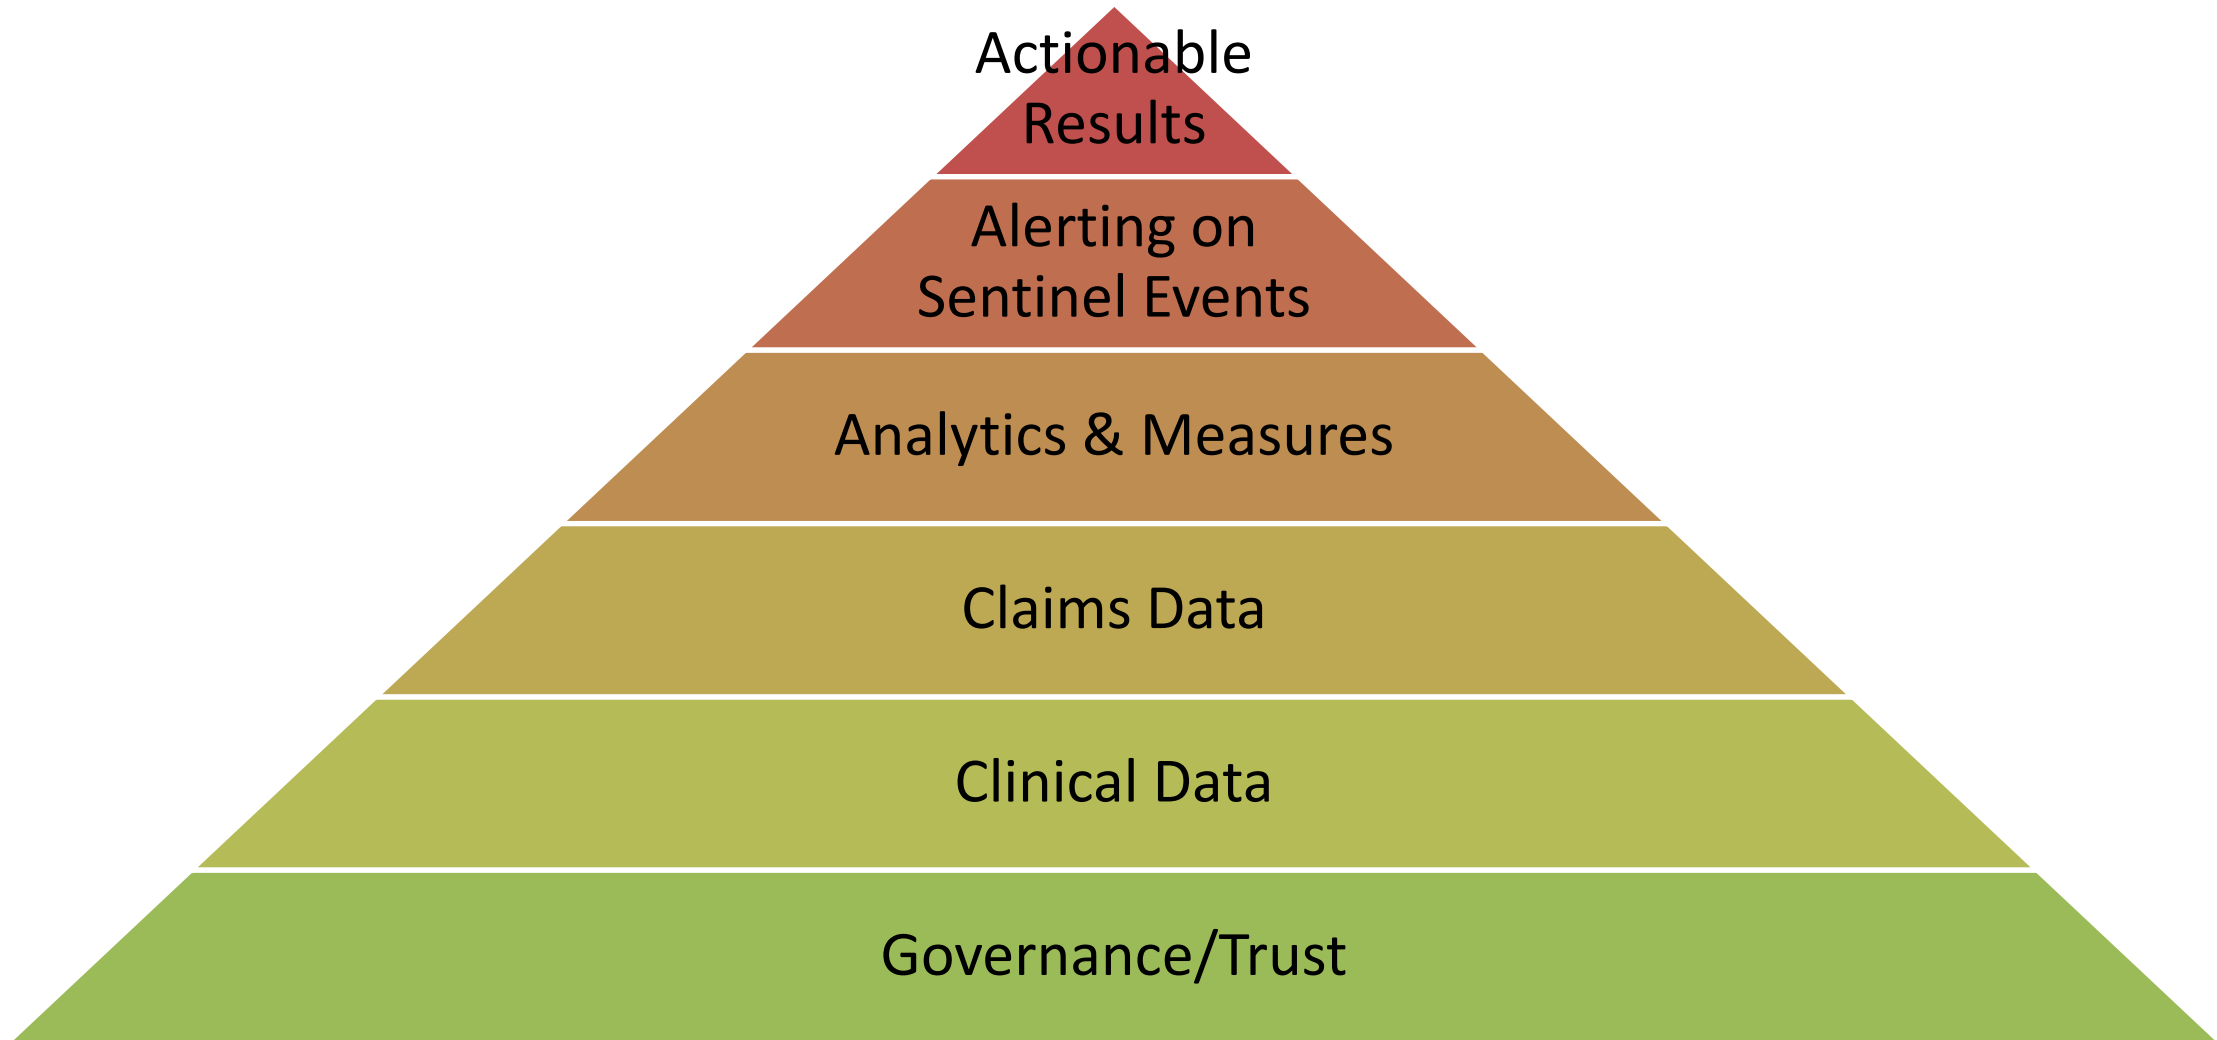 Actionable
Results
Alerting on
Sentinel Events
Analytics & Measures
Claims Data
Clinical Data
Governance/Trust